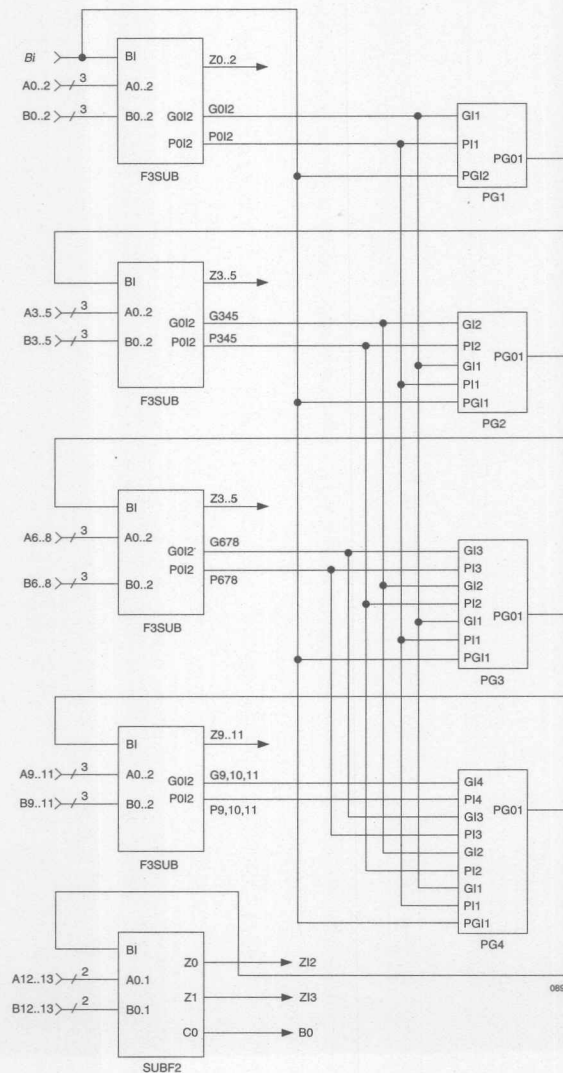 Bi
BI
Z0..2
A0..2
3
A0..2
B0..2
3
B0..2
G0I2
G0I2
P0I2
P0I2
F3SUB
GI1
PI1
PG01
PGI2
PG1
BI
Z3..5
A3..5
3
A0..2
B3..5
3
B0..2
G0I2
G345
P0I2
P345
F3SUB
GI2
PI2
PG01
GI1
PI1
PGI1
PG2
BI
Z3..5
A6..8
3
A0..2
G0I2
G678
P0I2
P678
B6..8
3
B0..2
F3SUB
GI3
PI3
GI2
PI2
PG01
GI1
PI1
PGI1
PG3
BI
Z9..11
A9..11
3
A0..2
G0I2
G9,10,11
B9..11
3
B0..2
P0I2
P9,10,11
F3SUB
GI4
PI4
PG01
GI3
PI3
GI2
PI2
GI1
PI1
PGI1
PG4
BI
Z0
ZI2
A12..13
2
A0.1
Z1
ZI3
B12..13
2
B0.1
C0
B0
SUBF2
089